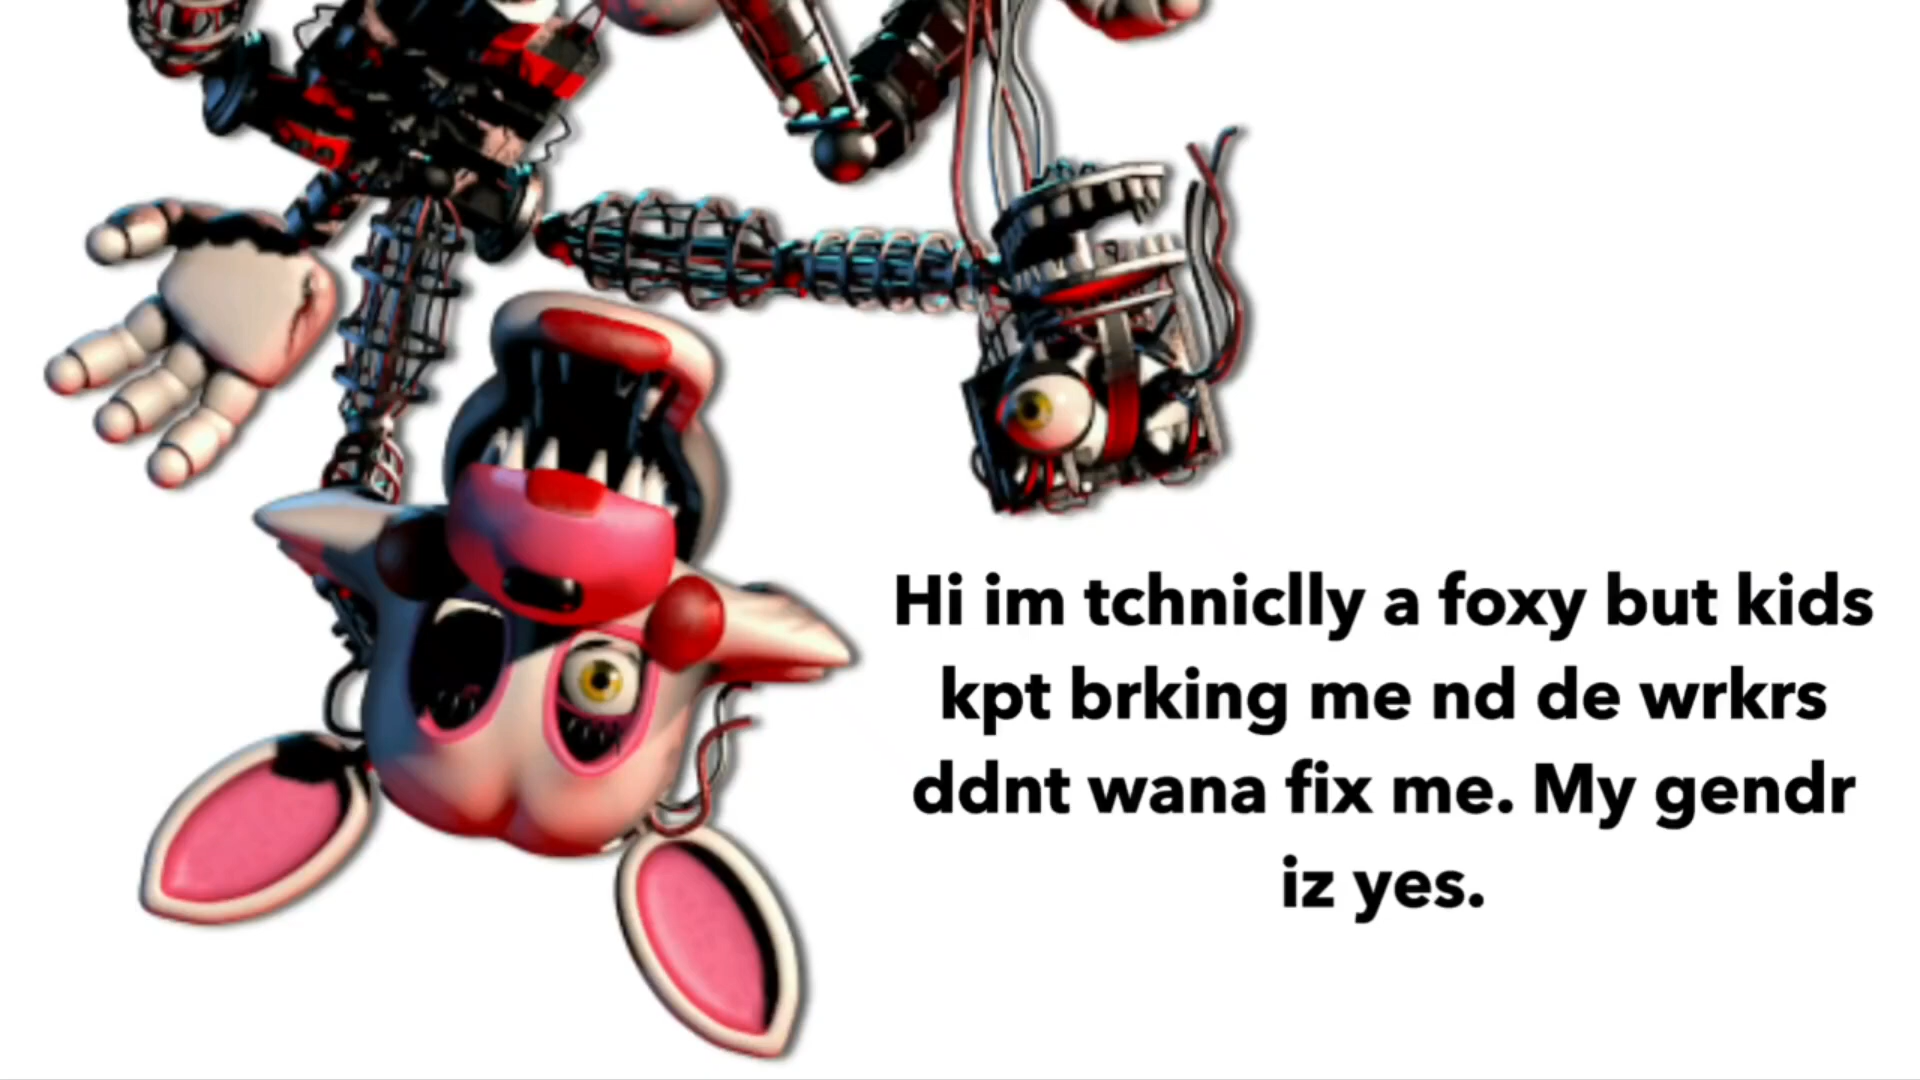 Hi im tchniclly a foxy but kids
kpt brking me nd de wrkrs
ddnt wana fix me. My gendr
iz yes.